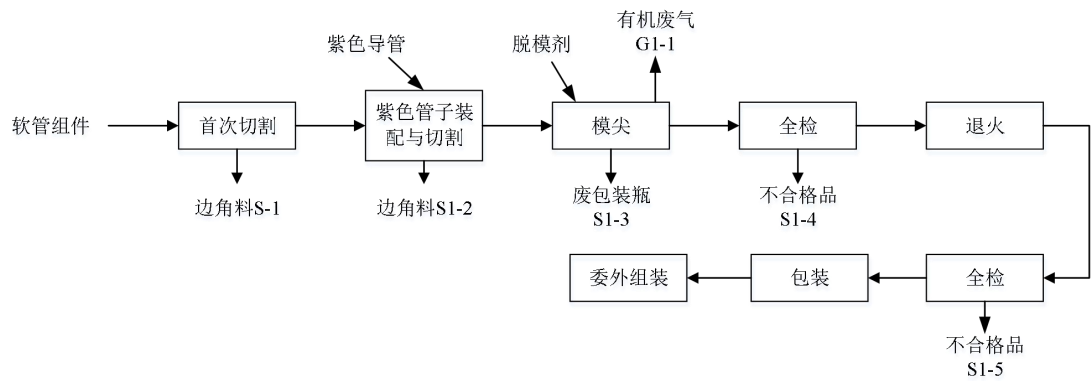 有机废气
G1-1
紫色导管
脱模剂
软管组件
首次切割
紫色管子装
配与切割
模尖
全检
退火
边角料S-1
边角料S1-2
废包装瓶
S1-3
不合格品
S1-4
委外组装
包装
全检
不合格品
S1-5